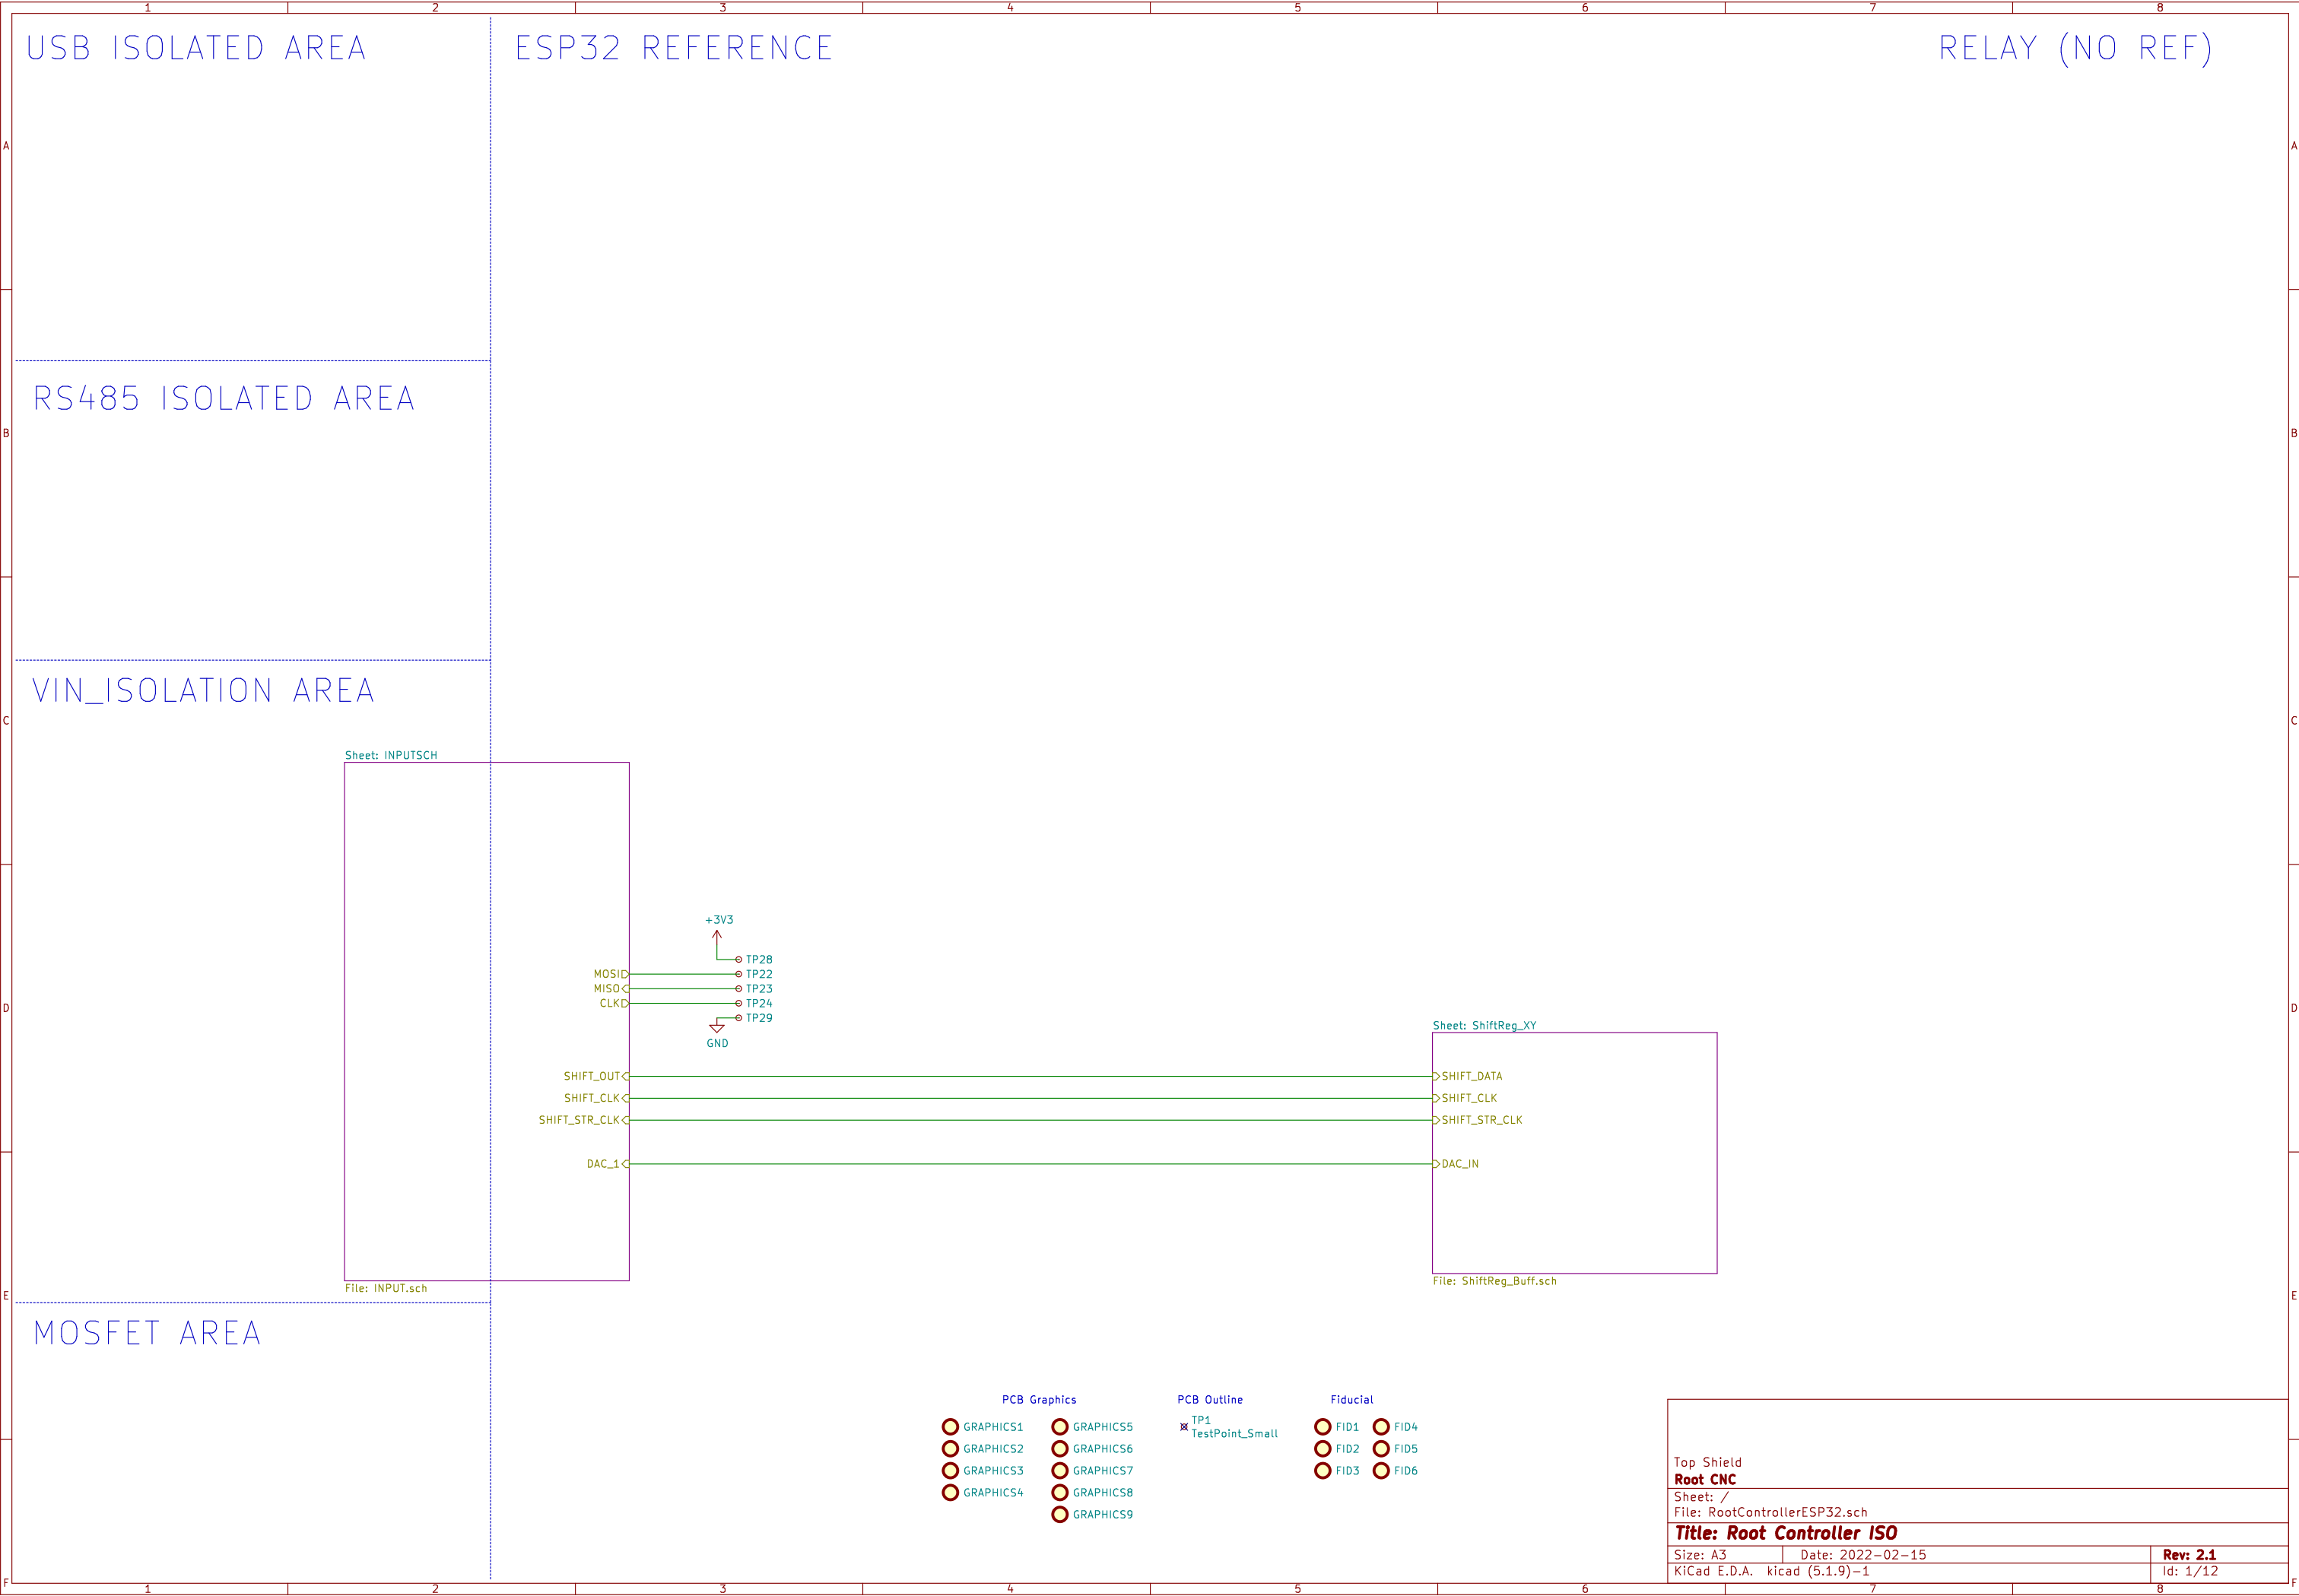 1 2 3 4 5 6 7 8
USB ISOLATED AREA
ESP32 REFERENCE
RELAY (NO REF)
A A
RS485 ISOLATED AREA
B B
VIN_ISOLATION AREA
C C
Sheet: INPUTSCH
+3V3
TP28
MOSI TP22
MISO TP23
CLK TP24
TP29
GND
D D
Sheet: ShiftReg_XY
SHIFT_OUT SHIFT_DATA
SHIFT_CLK SHIFT_CLK
SHIFT_STR_CLK SHIFT_STR_CLK
DAC_1 DAC_IN
File: INPUT.sch
File: ShiftReg_Buff.sch
E E
MOSFET AREA
PCB Graphics
GRAPHICS1 GRAPHICS5
GRAPHICS2 GRAPHICS6
GRAPHICS3 GRAPHICS7
GRAPHICS4 GRAPHICS8
GRAPHICS9
PCB Outline
TP1
TestPoint_Small
Fiducial
FID1 FID4
FID2 FID5
FID3 FID6
Top Shield
Root CNC
Sheet: /
File: RootControllerESP32.sch
Title: Root Controller ISO
Size: A3 Date: 2022-02-15 Rev: 2.1
KiCad E.D.A. kicad (5.1.9)-1 Id: 1/12
F F
1 2 3 4 5 6 7 8